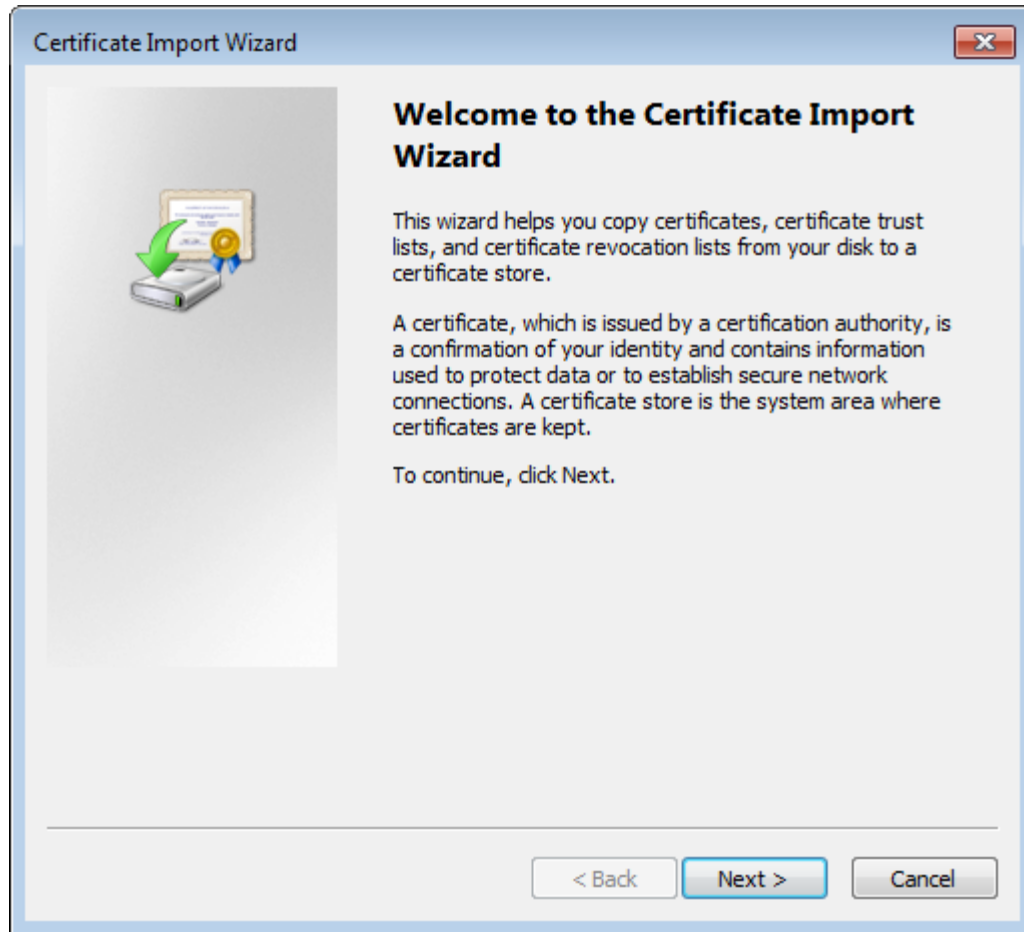 Certificate Import Wizard
Welcome to the Certificate Import
Wizard
This wizard helps you copy certificates, certificate trust
lists, and certificate revocation lists from your disk to a
certificate store.
A certificate, which is issued by a certification authority, is
a confirmation of your identity and contains information
used to protect data or to establish secure network
connections. A certificate store is the system area where
certificates are kept.
To continue, click Next.
< Back
Next >
Cancel